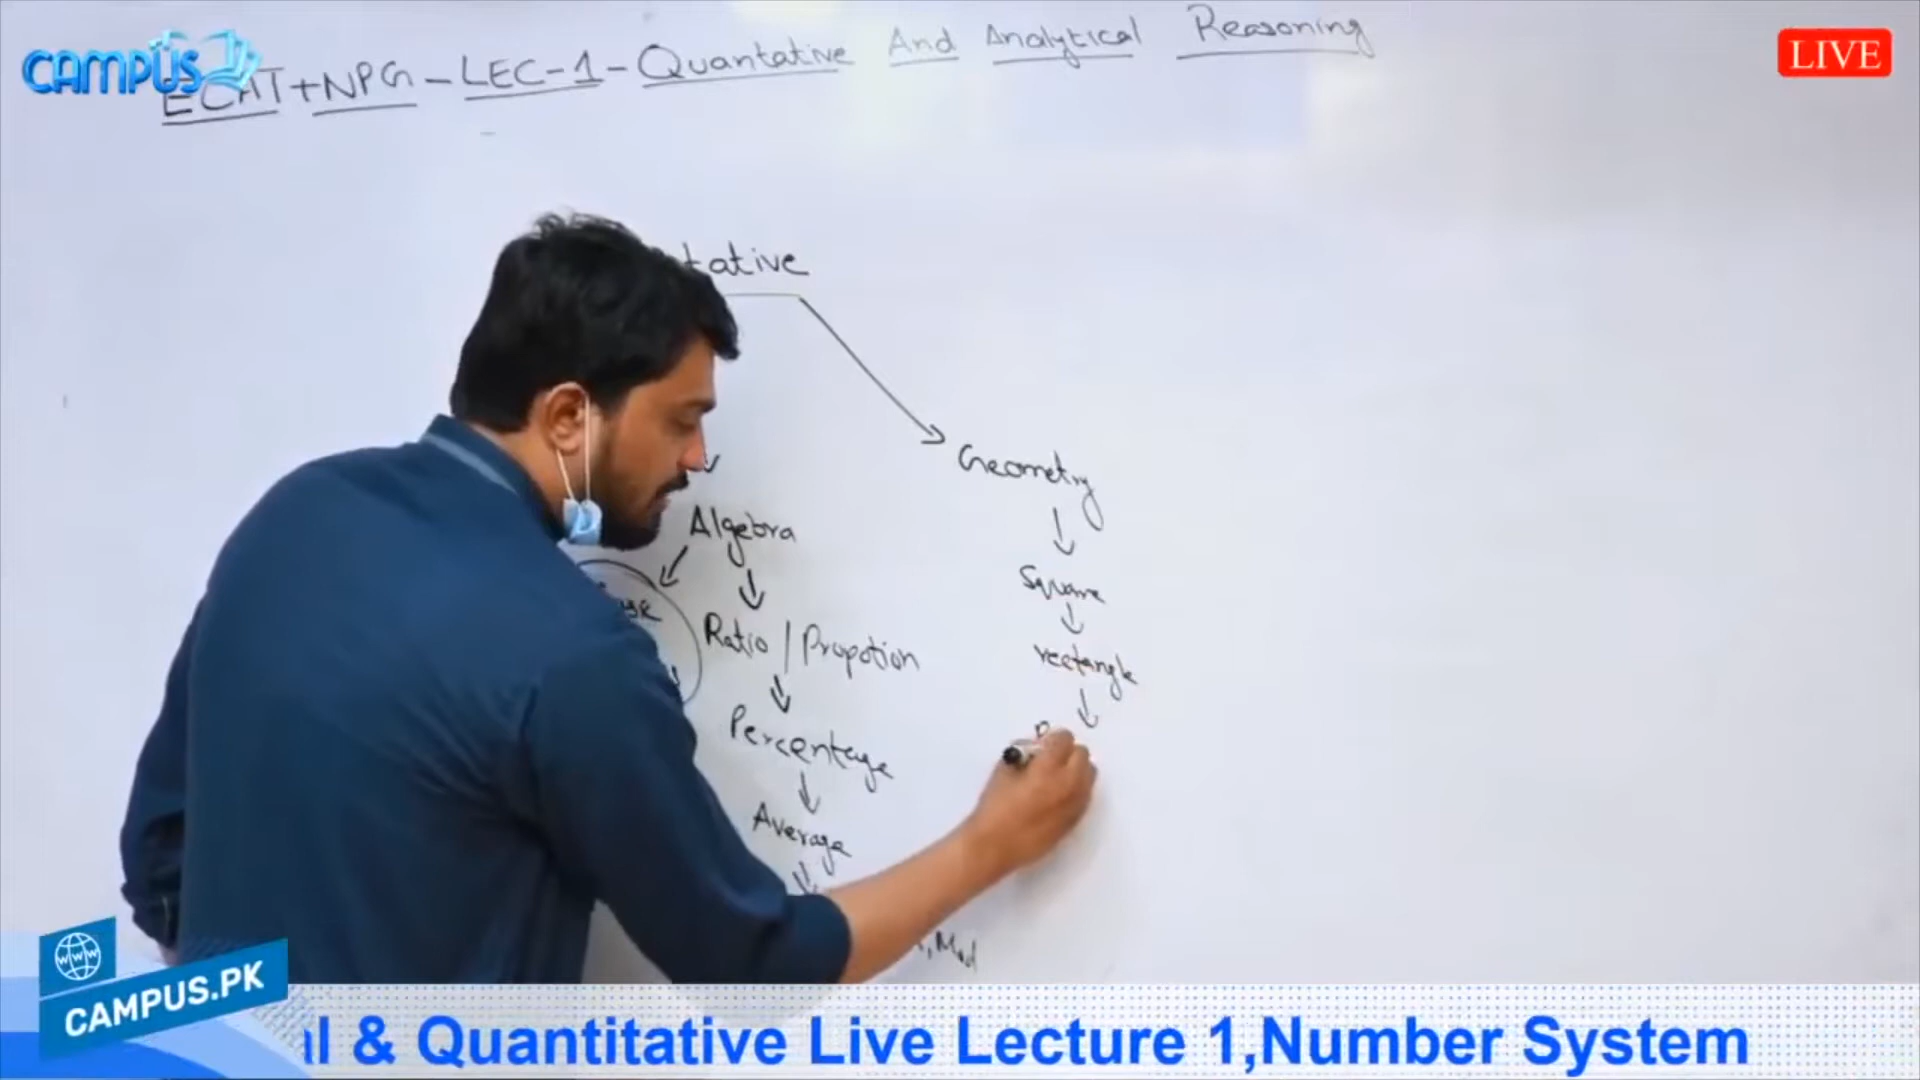 CAMPUS
LIVE
ECAT+NPG-LEC-1-Quantative And Analytical Reasoning
tative
Geometry
Algebra
Square
Ratio / Propotion
rectangle
Percentage
Average
CAMPUS.PK
WWW
l & Quantitative Live Lecture 1,Number System